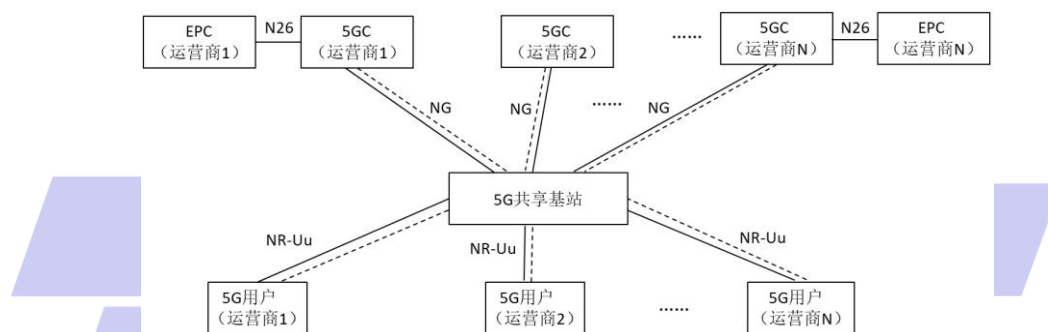 EPC
（运营商1）
N26
5GC
（运营商1）
5GC
（运营商2）
……
5GC
（运营商N）
N26
EPC
（运营商N）
NG
NG
……
NG
5G共享基站
NR-Uu
NR-Uu
NR-Uu
5G用户
（运营商1）
5G用户
（运营商2）
……
5G用户
（运营商N）